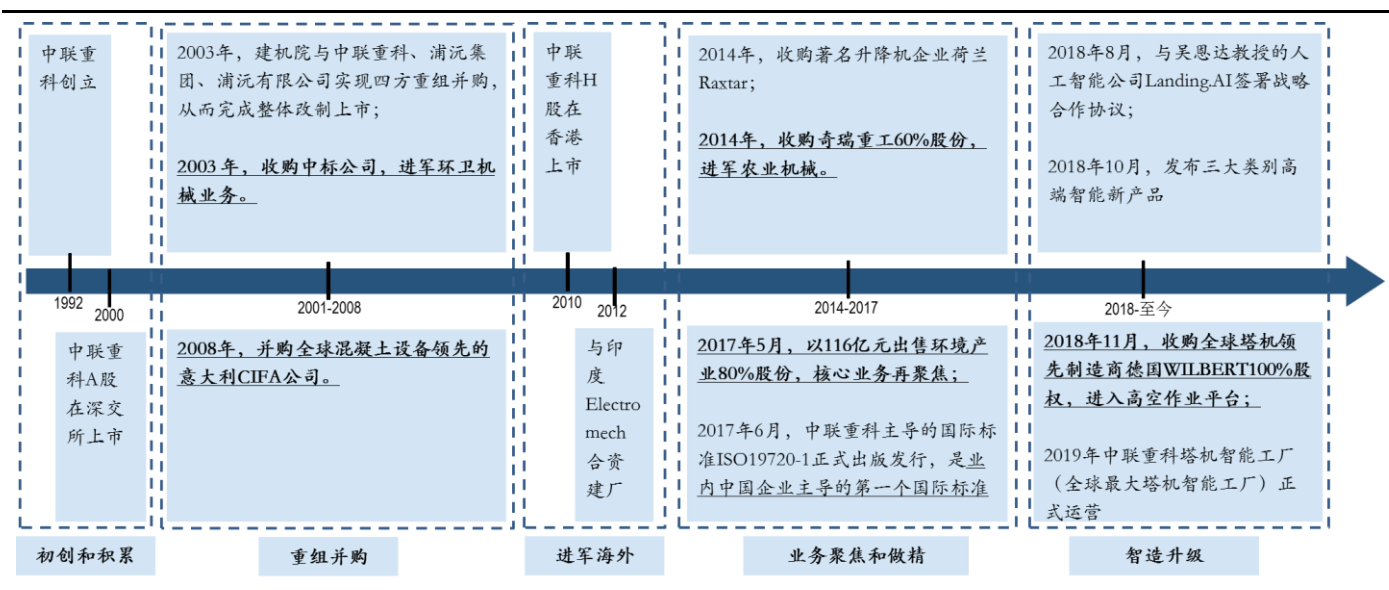 中联重
科创立
2003年，建机院与中联重科、浦沅集
团、浦沅有限公司实现四方重组并购，
从而完成整体改制上市；
2003 年，收购中标公司，进军环卫机
械业务。
中联
重科H
股在
香港
上市
2014年，收购著名升降机企业荷兰
Raxtar；
2014年，收购奇瑞重工60%股份，
进军农业机械。
2018年8月，与吴恩达教授的人
工智能公司Landing.AI签署战略
合作协议；
2018年10月，发布三大类别高
端智能新产品
1992
2000
2001-2008
2010
2012
2014-2017
2018-至今
中联重
科A股
在深交
所上市
2008年，并购全球混凝土设备领先的
意大利CIFA公司。
与印
度
Electro
mech
合资
建厂
2017年5月，以116亿元出售环境产
业80%股份，核心业务再聚焦；
2017年6月，中联重科主导的国际标
准ISO19720-1正式出版发行，是业
内中国企业主导的第一个国际标准
2018年11月，收购全球塔机领
先制造商德国WILBERT100%股
权，进入高空作业平台；
2019年中联重科塔机智能工厂
（全球最大塔机智能工厂）正
式运营
初创和积累
重组并购
进军海外
业务聚焦和做精
智造升级